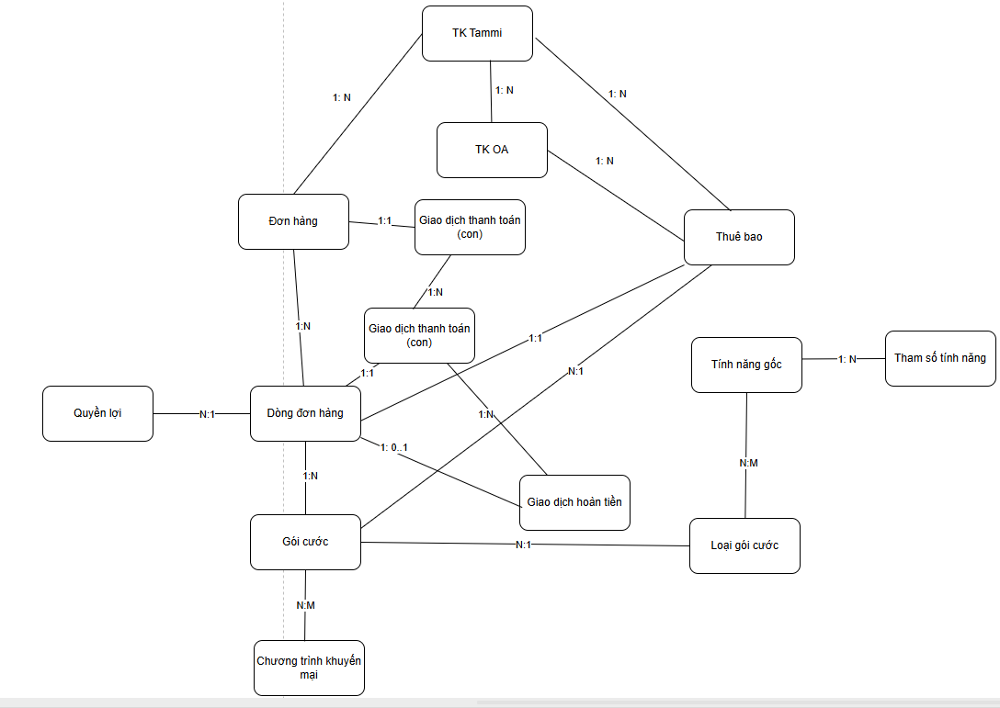 TK Tammi
1: N
1: N
1: N
TK OA
1: N
Đơn hàng
1:1
Giao dịch thanh toán
(con)
Thuê bao
1:N
1:N
Giao dịch thanh toán
(con)
1:1
1:1
N:1
Tính năng gốc
1: N
Tham số tính năng
Quyền lợi
N:1
Dòng đơn hàng
1:N
1: 0..1
1:N
N:M
Giao dịch hoàn tiền
Gói cước
N:1
Loại gói cước
N:M
Chương trình khuyến
mại